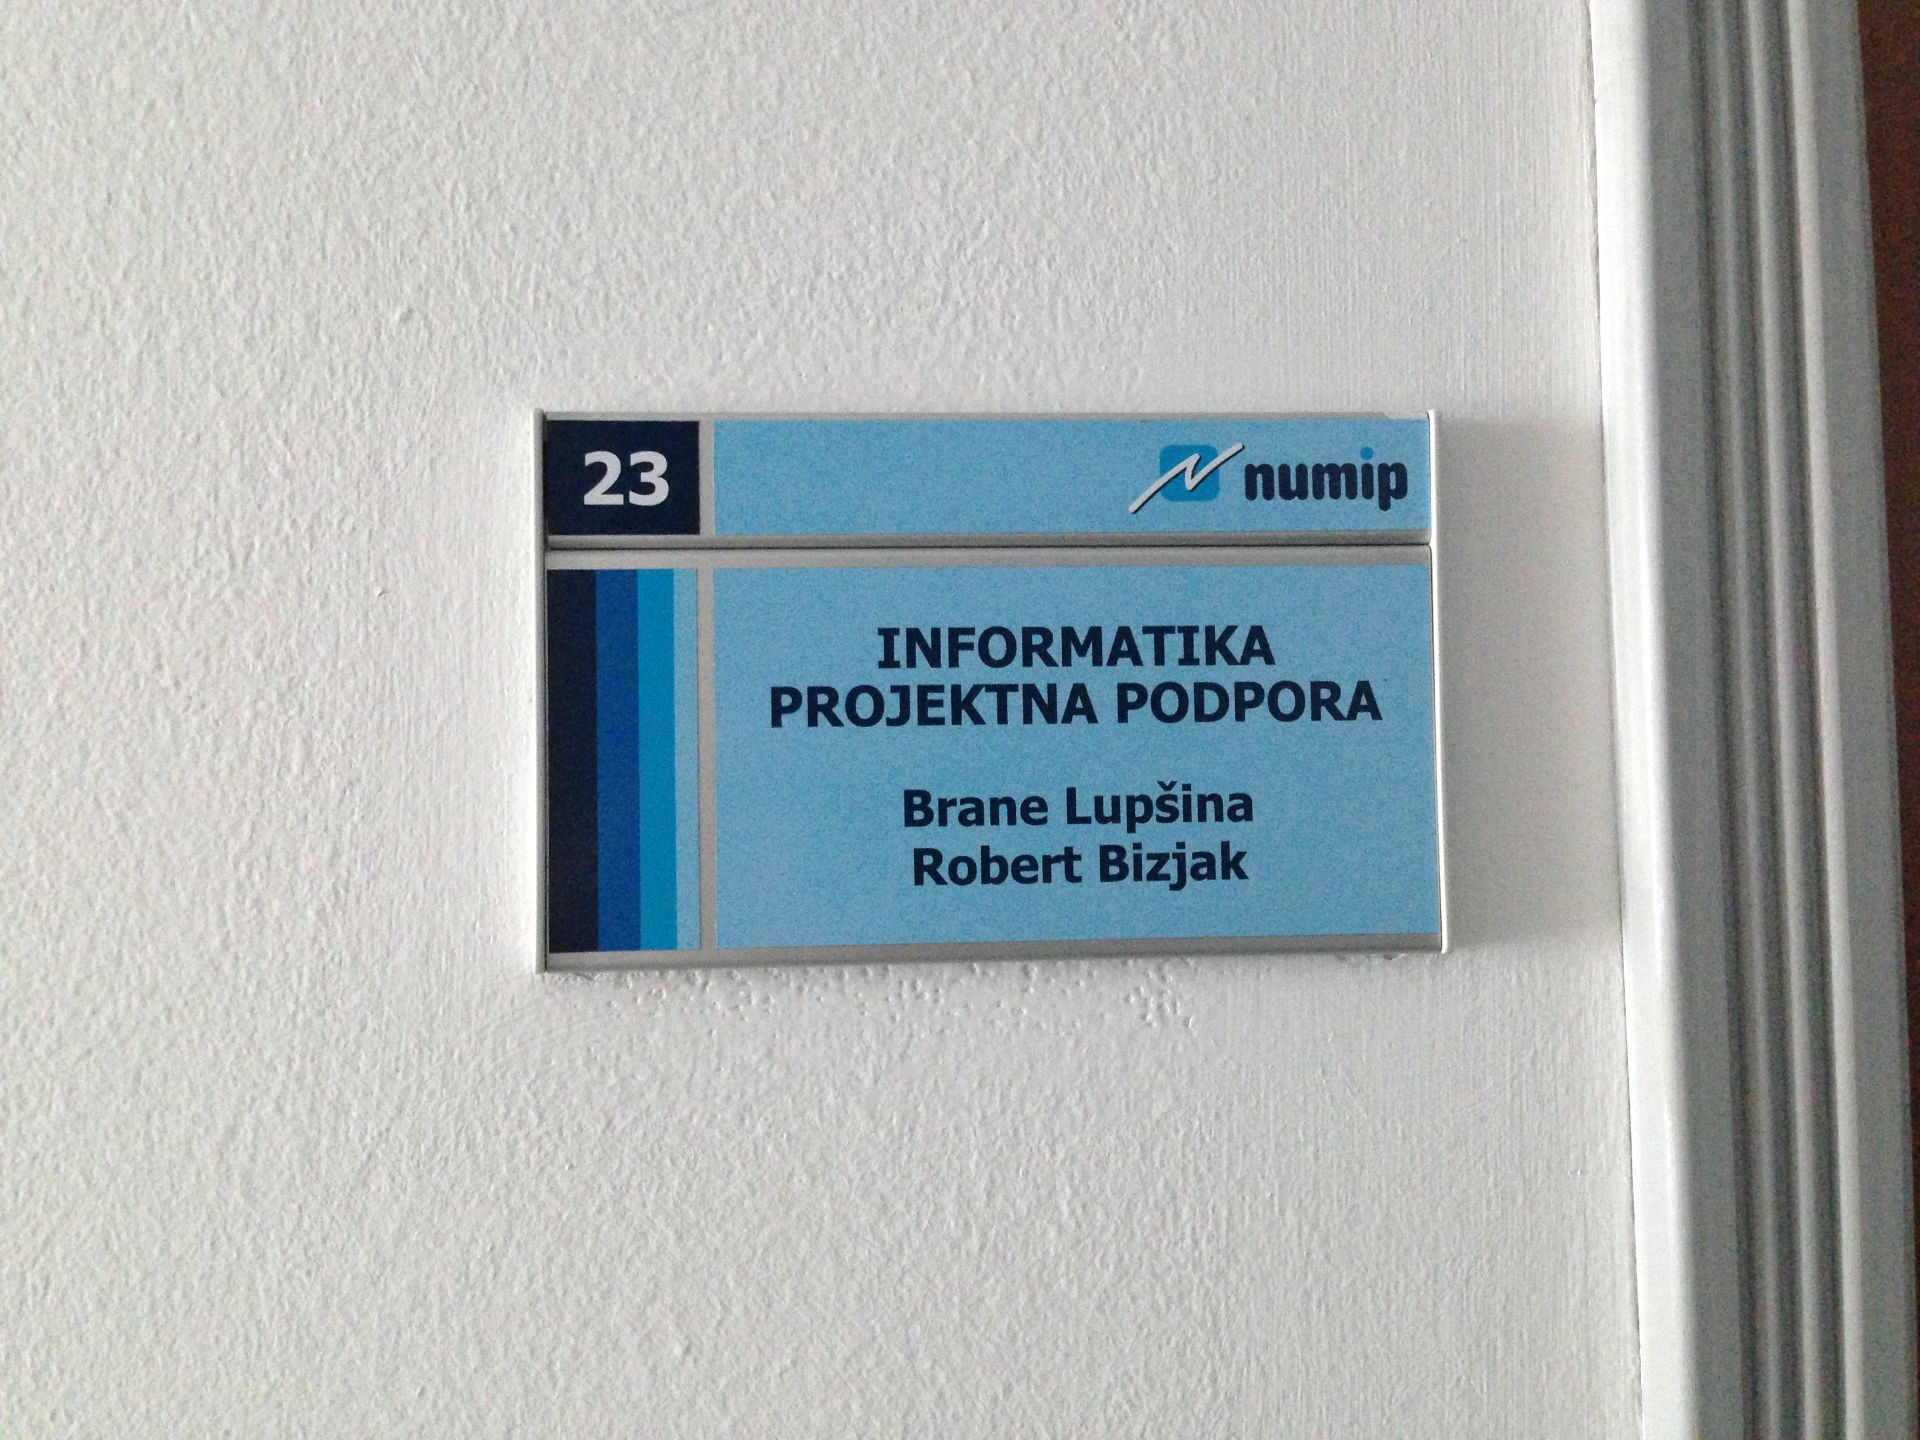 23
numip
INFORMATIKA
PROJEKTNA PODPORA
Brane Lupšina
Robert Bizjak